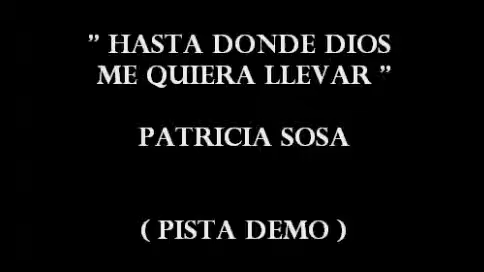 " HASTA DONDE DIOS
ME QUIERA LLEVAR "
PATRICIA SOSA
( PISTA DEMO )